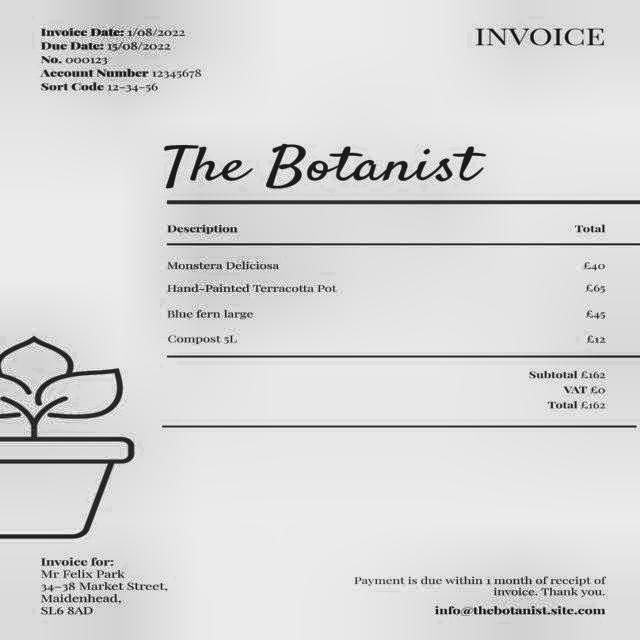 Invoice Date: 1/08/2022
Due Date: 15/08/2022
No. 000123
Account Number 12345678
Sort Code 12-34-56
INVOICE
The Botanist
Description Total
Monstera Deliciosa £40
Hand-Painted Terracotta Pot £65
Blue fern large £45
Compost 5L £12
Subtotal £162
VAT £0
Total £162
Invoice for:
Mr Felix Park
34-38 Market Street,
Maidenhead,
SL6 8AD
Payment is due within 1 month of receipt of
invoice. Thank you.
info@thebotanist.site.com